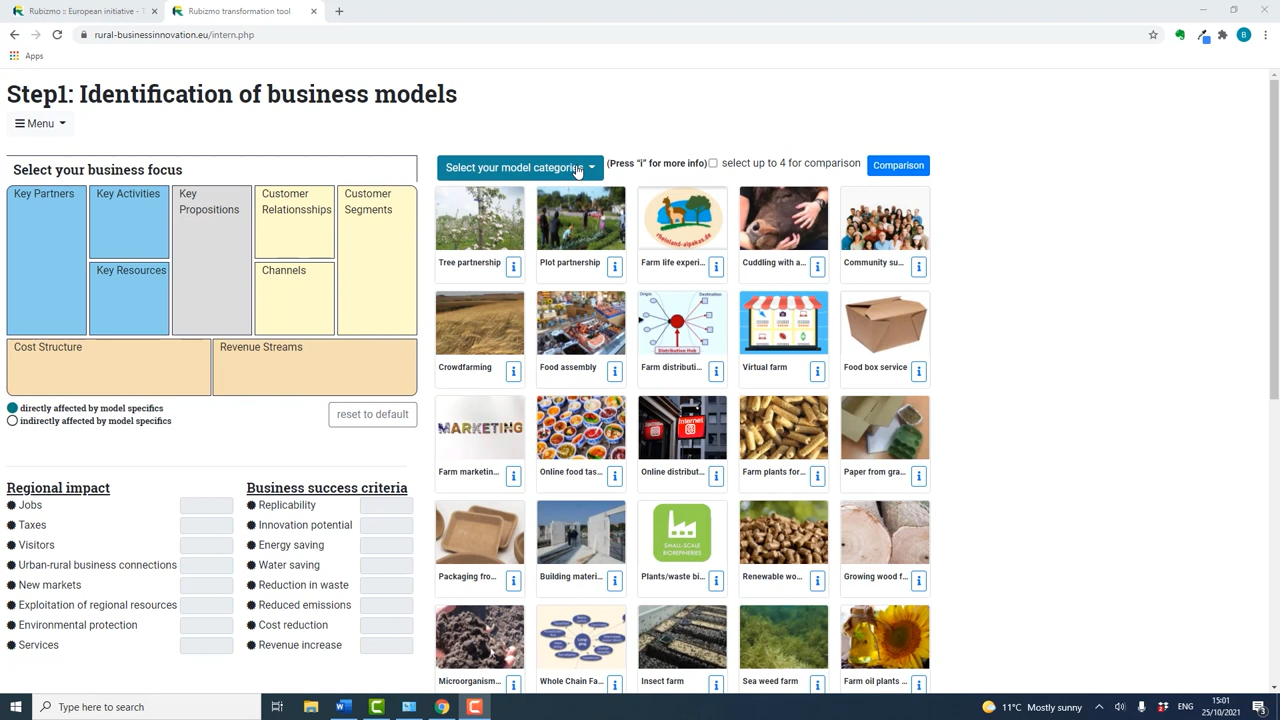 Rubizmo :: European initiative - T
Rubizmo transformation tool
rural-businessinnovation.eu/intern.php
B
Apps
Step1: Identification of business models
Menu
Select your business focus
Key Partners
Key Activities
Key Propositions
Customer Relationsships
Customer Segments
Key Resources
Channels
Cost Structure
Revenue Streams
directly affected by model specifics
indirectly affected by model specifics
reset to default
Regional impact
Jobs
Taxes
Visitors
Urban-rural business connections
New markets
Exploitation of regional resources
Environmental protection
Services
Business success criteria
Replicability
Innovation potential
Energy saving
Water saving
Reduction in waste
Reduced emissions
Cost reduction
Revenue increase
Select your model categories
(Press "i" for more info)
select up to 4 for comparison
Comparison
rheinland-alpakas.de
Tree partnership
Plot partnership
Farm life experi...
Cuddling with a...
Community su...
Origin
Destination
Distribution Hub
Crowdfarming
Food assembly
Farm distributi...
Virtual farm
Food box service
MARKETING
Internet
Farm marketin...
Online food tas...
Online distribut...
Farm plants for...
Paper from gra...
SMALL-SCALE
BIOREFINERIES
Packaging fro...
Building materi...
Plants/waste bi...
Renewable wo...
Growing wood f...
Microorganism...
Whole Chain Fa...
Insect farm
Sea weed farm
Farm oil plants ...
Type here to search
11°C Mostly sunny
ENG
15:01
25/10/2021
3